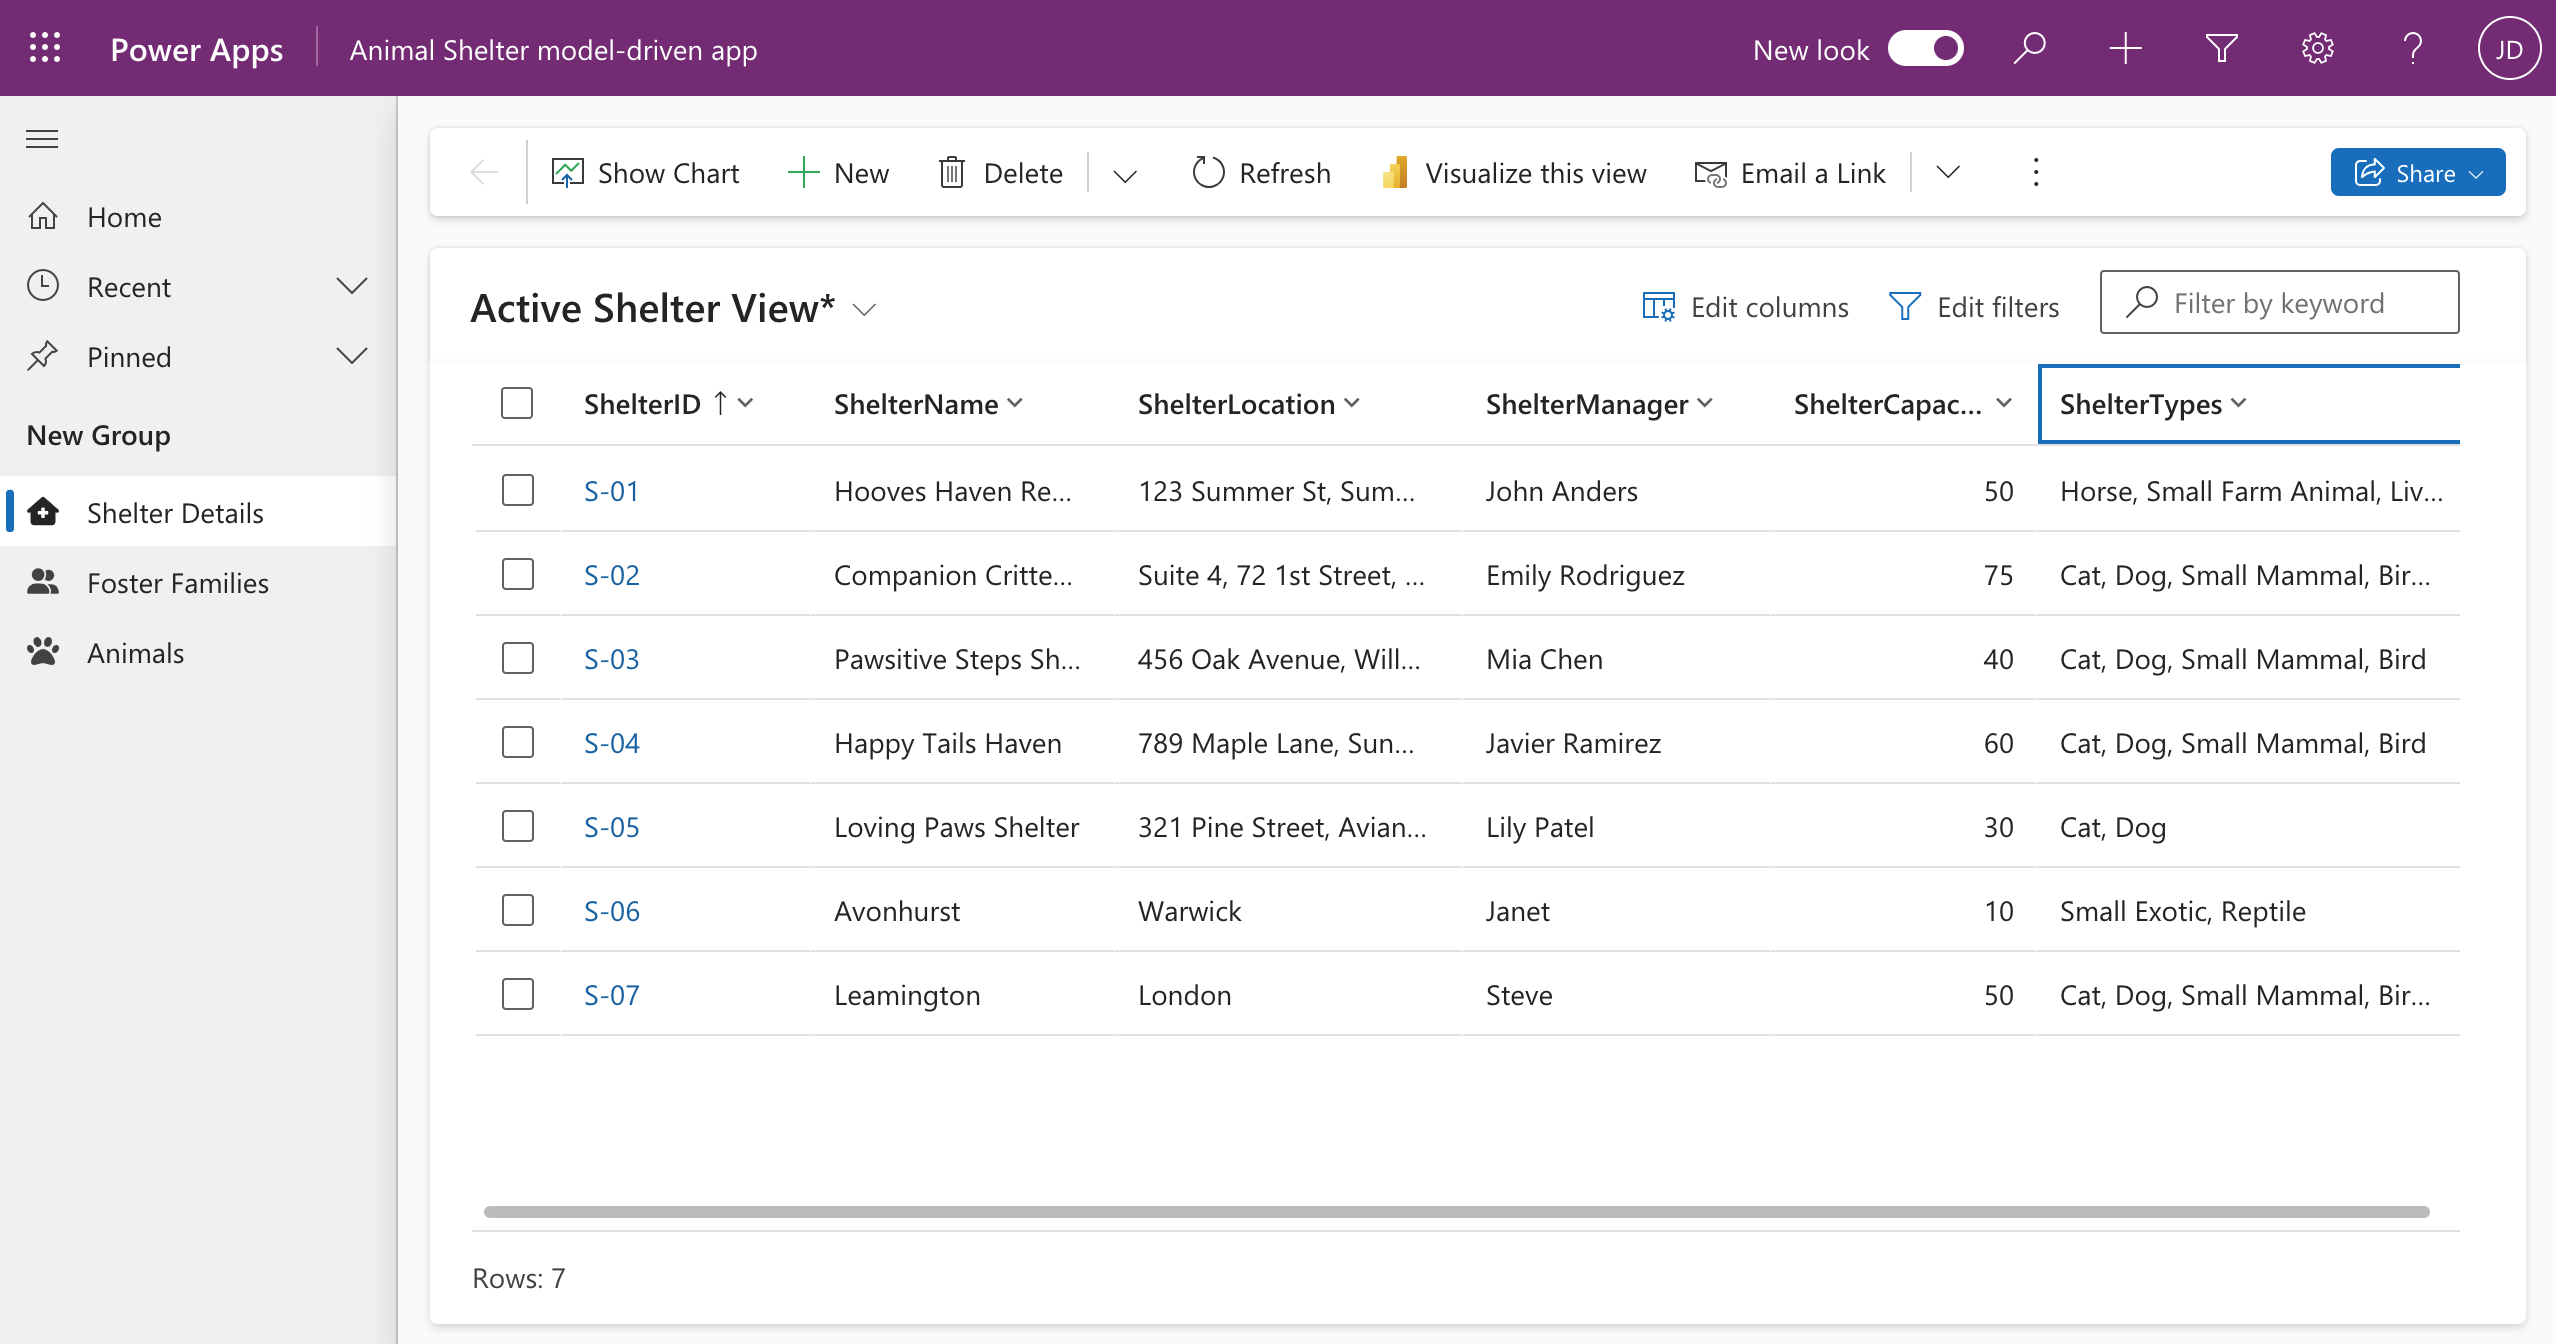 Power Apps
Animal Shelter model-driven app
New look
JD
Home
Recent
Pinned
New Group
Shelter Details
Foster Families
Animals
Show Chart
New
Delete
Refresh
Visualize this view
Email a Link
Share
Active Shelter View*
Edit columns
Edit filters
Filter by keyword
ShelterID ShelterName ShelterLocation ShelterManager ShelterCapac... ShelterTypes
S-01 Hooves Haven Re... 123 Summer St, Sum... John Anders 50 Horse, Small Farm Animal, Liv...
S-02 Companion Critte... Suite 4, 72 1st Street, ... Emily Rodriguez 75 Cat, Dog, Small Mammal, Bir...
S-03 Pawsitive Steps Sh... 456 Oak Avenue, Will... Mia Chen 40 Cat, Dog, Small Mammal, Bird
S-04 Happy Tails Haven 789 Maple Lane, Sun... Javier Ramirez 60 Cat, Dog, Small Mammal, Bird
S-05 Loving Paws Shelter 321 Pine Street, Avian... Lily Patel 30 Cat, Dog
S-06 Avonhurst Warwick Janet 10 Small Exotic, Reptile
S-07 Leamington London Steve 50 Cat, Dog, Small Mammal, Bir...
Rows: 7